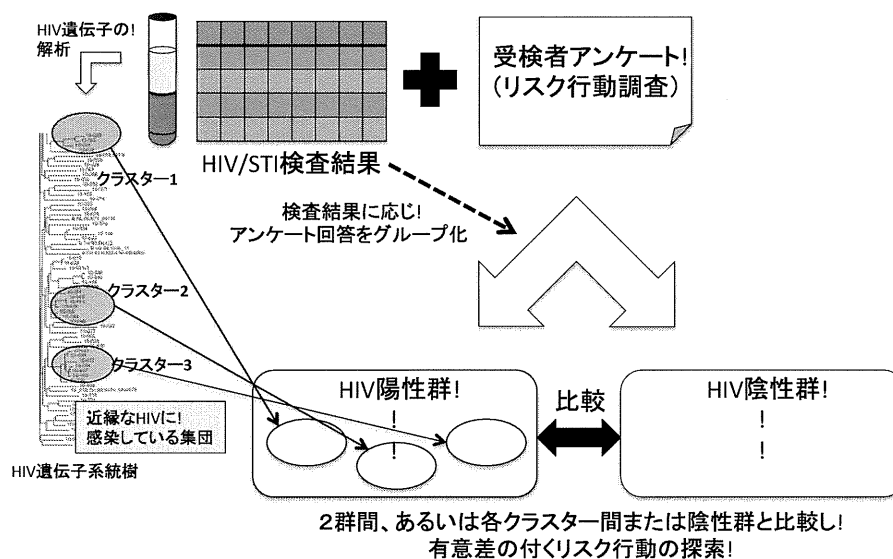 HIV遺伝子の!
解析
受検者アンケート!
(リスク行動調査)
HIV/STI検査結果
クラスター1
検査結果に応じ!
アンケート回答をグループ化
クラスター2
クラスター3
近縁なHIVに!
感染している集団
HIV遺伝子系統樹
HIV陽性群!
!
!
比較
HIV陰性群!
!
!
2群間、あるいは各クラスター間または陰性群と比較し!
有意差の付くリスク行動の探索!